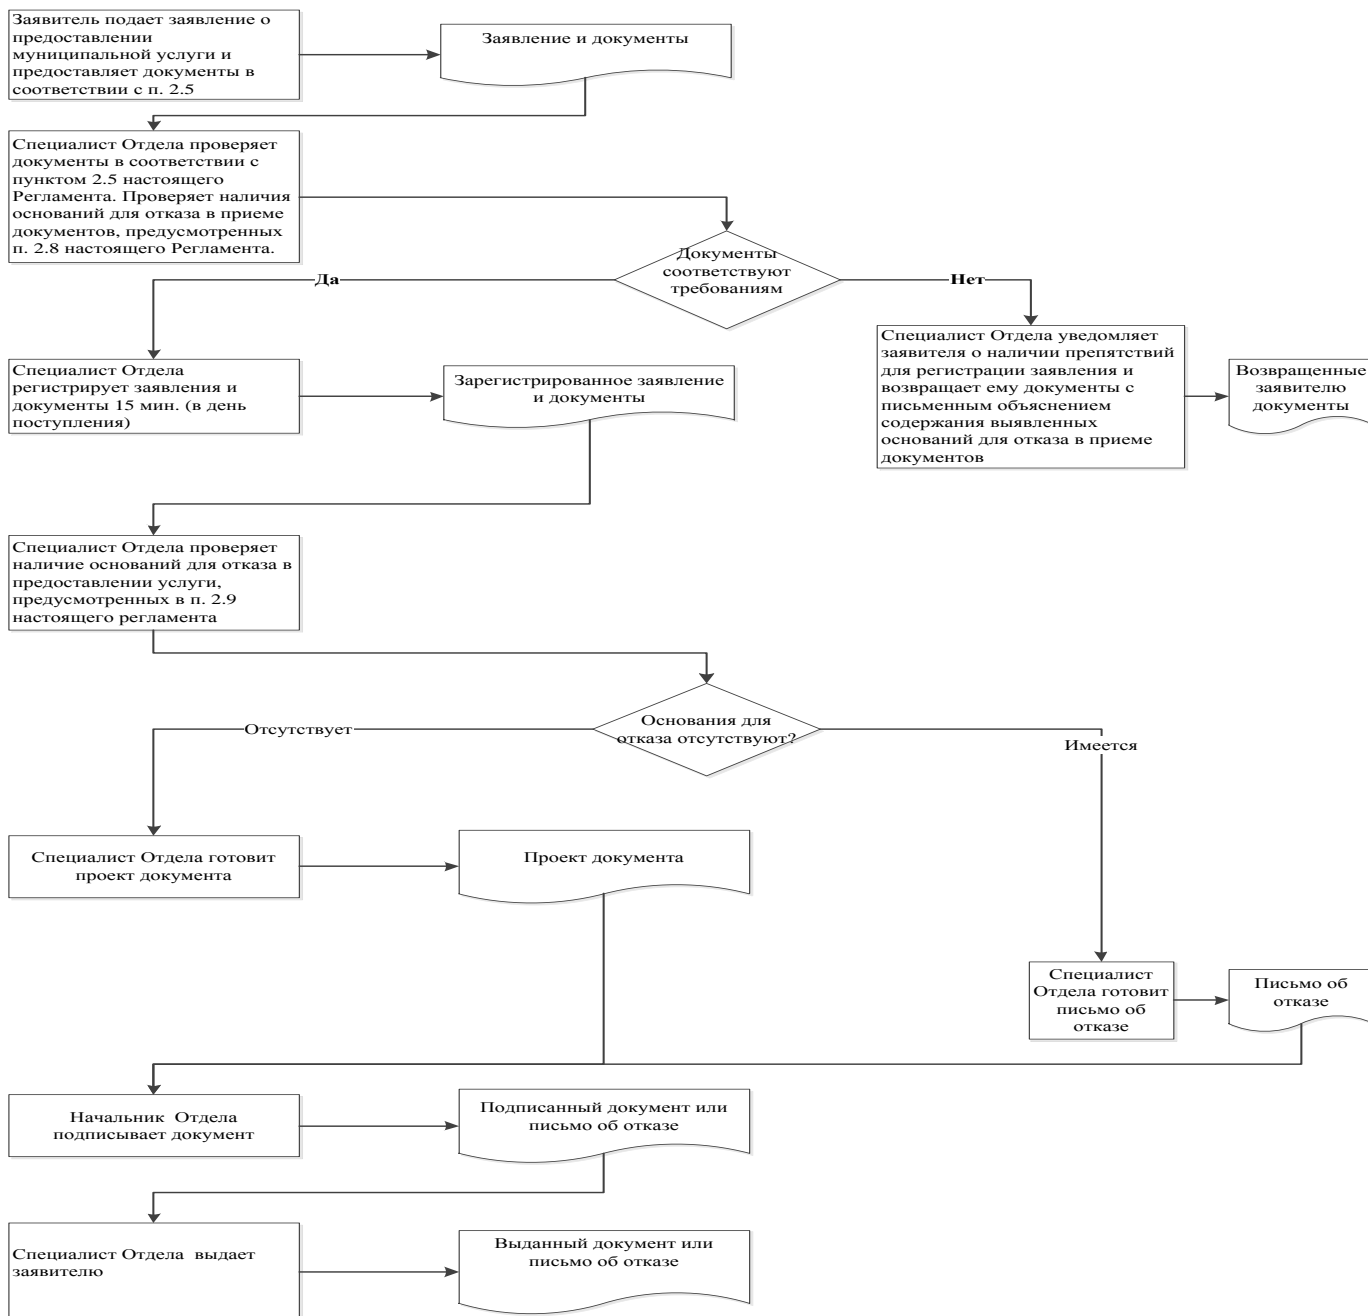 Заявитель подает заявление о
предоставлении
муниципальной услуги и
предоставляет документы в
соответствии с п. 2.5
Заявление и документы
Специалист Отдела проверяет
документы в соответствии с
пунктом 2.5 настоящего
Регламента. Проверяет наличия
оснований для отказа в приеме
документов, предусмотренных
п. 2.8 настоящего Регламента.
Документы
соответствуют
требованиям
Да
Нет
Специалист Отдела
регистрирует заявления и
документы 15 мин. (в день
поступления)
Зарегистрированное заявление
и документы
Специалист Отдела уведомляет
заявителя о наличии препятствий
для регистрации заявления и
возвращает ему документы с
письменным объяснением
содержания выявленных
оснований для отказа в приеме
документов
Возвращенные
заявителю
документы
Специалист Отдела проверяет
наличие оснований для отказа в
предоставлении услуги,
предусмотренных в п. 2.9
настоящего регламента
Основания для
отказа отсутствуют?
Отсутствует
Имеется
Специалист Отдела готовит
проект документа
Проект документа
Специалист
Отдела готовит
письмо об
отказе
Письмо об
отказе
Начальник  Отдела
подписывает документ
Подписанный документ или
письмо об отказе
Специалист Отдела  выдает
заявителю
Выданный документ или
письмо об отказе